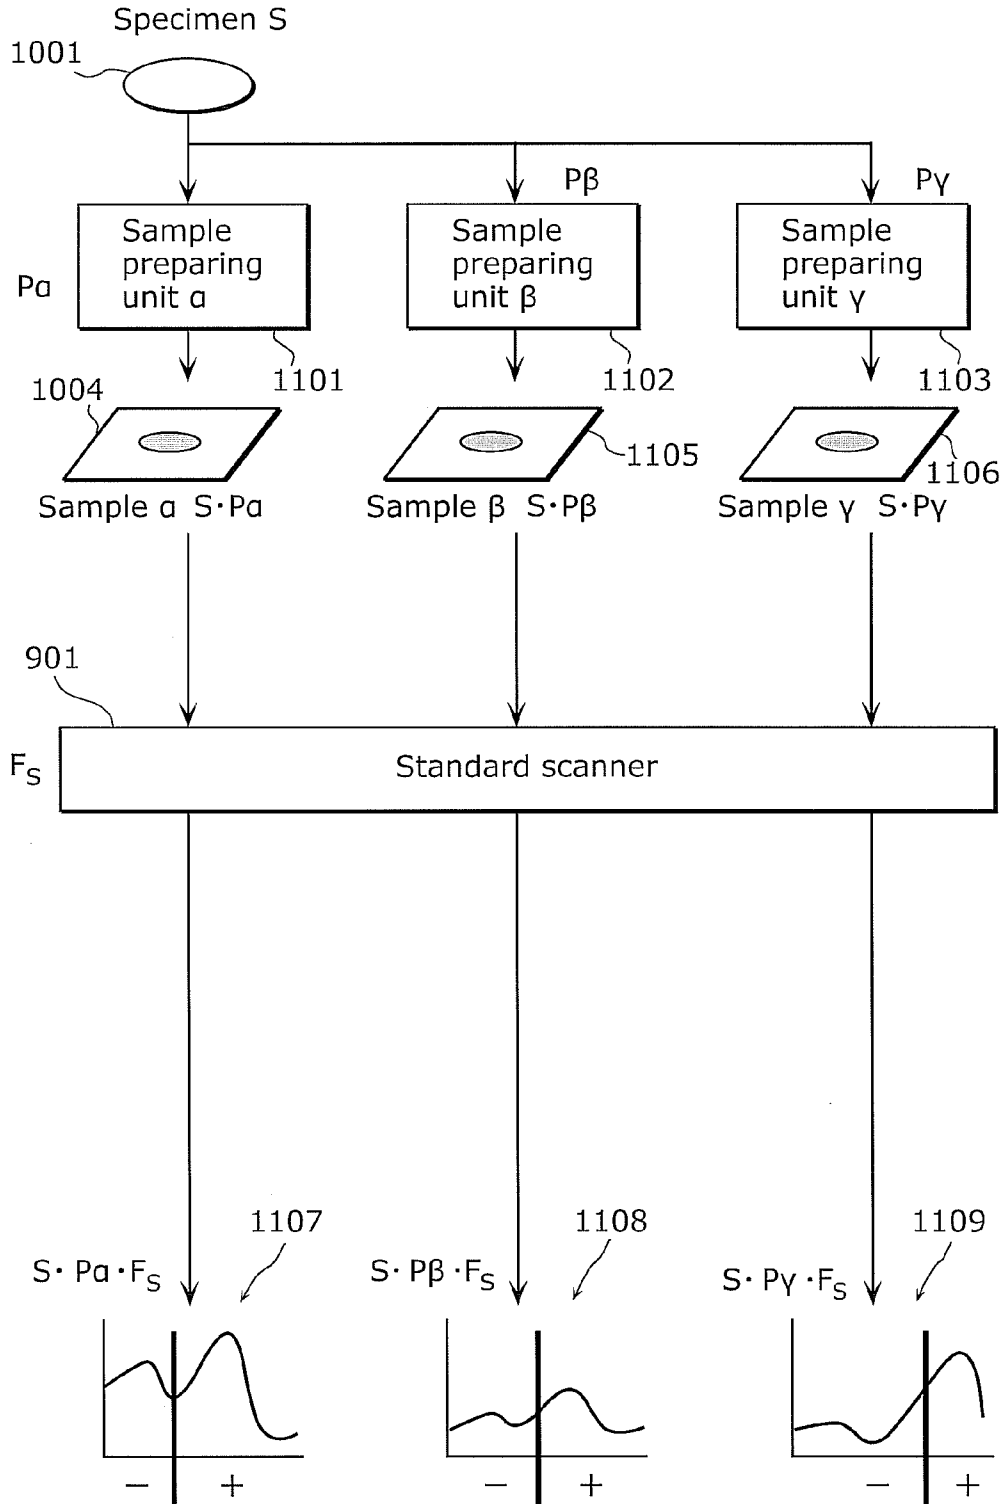 Specimen S
1001
Pβ
Pγ
Sample
preparing
unit α
Sample
preparing
unit β
Sample
preparing
unit γ
Pα
1101
1102
1103
1004
1105
1106
Sample α S·Pα
Sample β S·Pβ
Sample γ S·Pγ
901
FS
Standard scanner
1107
1108
1109
S·Pα·FS
S·Pβ·FS
S·Pγ·FS
− +
− +
− +